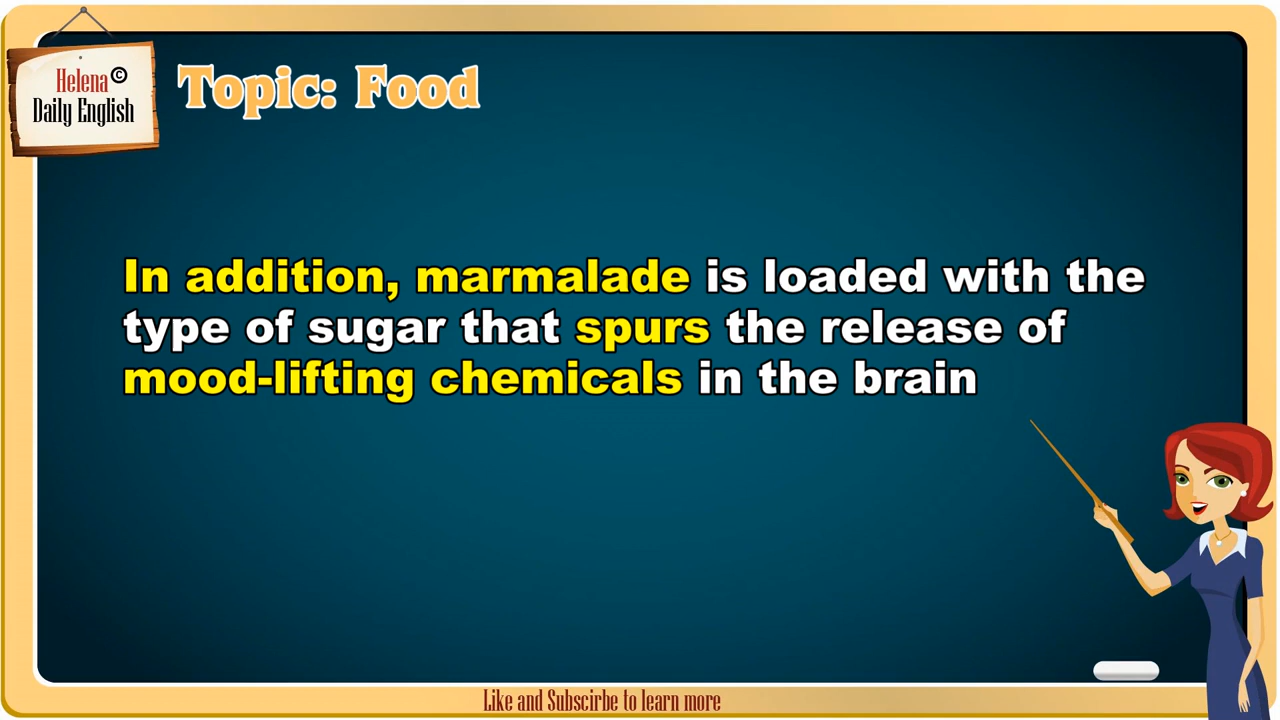 Helena©
Daily English
Topic: Food
In addition, marmalade is loaded with the
type of sugar that spurs the release of
mood-lifting chemicals in the brain
Like and Subscirbe to learn more